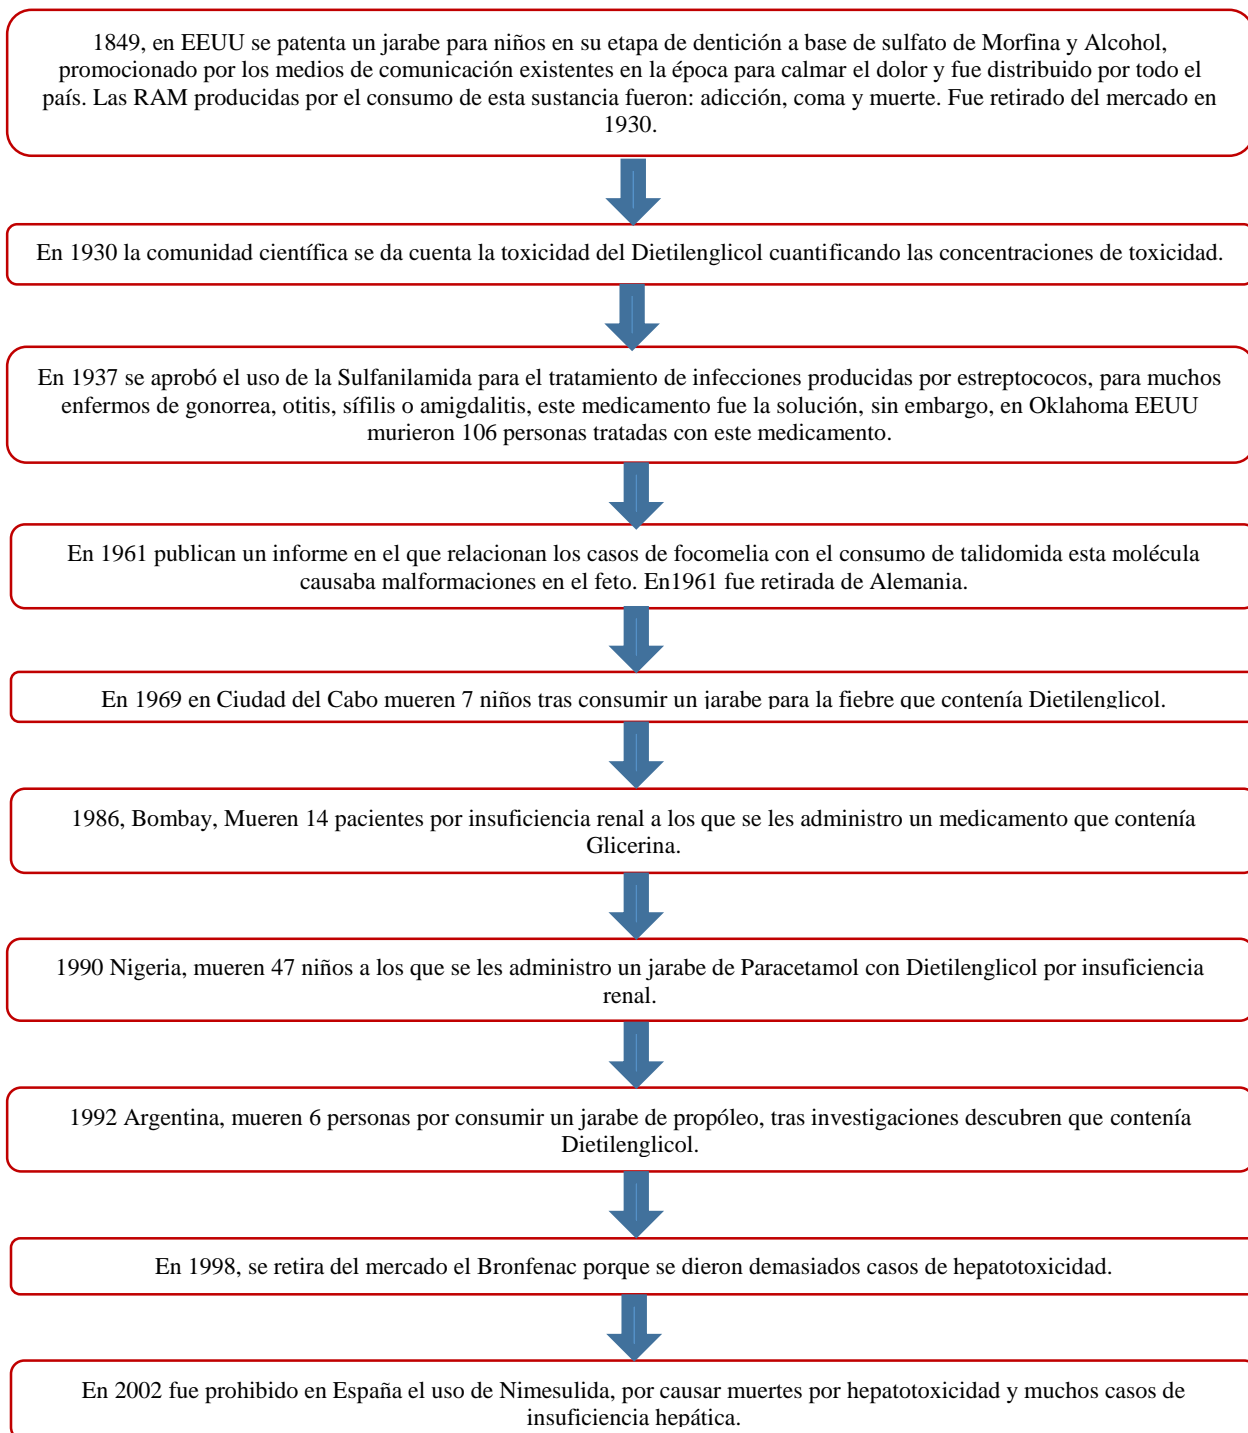 1849, en EEUU se patenta un jarabe para niños en su etapa de dentición a base de sulfato de Morfina y Alcohol,
promocionado por los medios de comunicación existentes en la época para calmar el dolor y fue distribuido por todo el
país. Las RAM producidas por el consumo de esta sustancia fueron: adicción, coma y muerte. Fue retirado del mercado en
1930.
En 1930 la comunidad científica se da cuenta la toxicidad del Dietilenglicol cuantificando las concentraciones de toxicidad.
En 1937 se aprobó el uso de la Sulfanilamida para el tratamiento de infecciones producidas por estreptococos, para muchos
enfermos de gonorrea, otitis, sífilis o amigdalitis, este medicamento fue la solución, sin embargo, en Oklahoma EEUU
murieron 106 personas tratadas con este medicamento.
En 1961 publican un informe en el que relacionan los casos de focomelia con el consumo de talidomida esta molécula
causaba malformaciones en el feto. En1961 fue retirada de Alemania.
En 1969 en Ciudad del Cabo mueren 7 niños tras consumir un jarabe para la fiebre que contenía Dietilenglicol.
1986, Bombay, Mueren 14 pacientes por insuficiencia renal a los que se les administro un medicamento que contenía
Glicerina.
1990 Nigeria, mueren 47 niños a los que se les administro un jarabe de Paracetamol con Dietilenglicol por insuficiencia
renal.
1992 Argentina, mueren 6 personas por consumir un jarabe de propóleo, tras investigaciones descubren que contenía
Dietilenglicol.
En 1998, se retira del mercado el Bronfenac porque se dieron demasiados casos de hepatotoxicidad.
En 2002 fue prohibido en España el uso de Nimesulida, por causar muertes por hepatotoxicidad y muchos casos de
insuficiencia hepática.